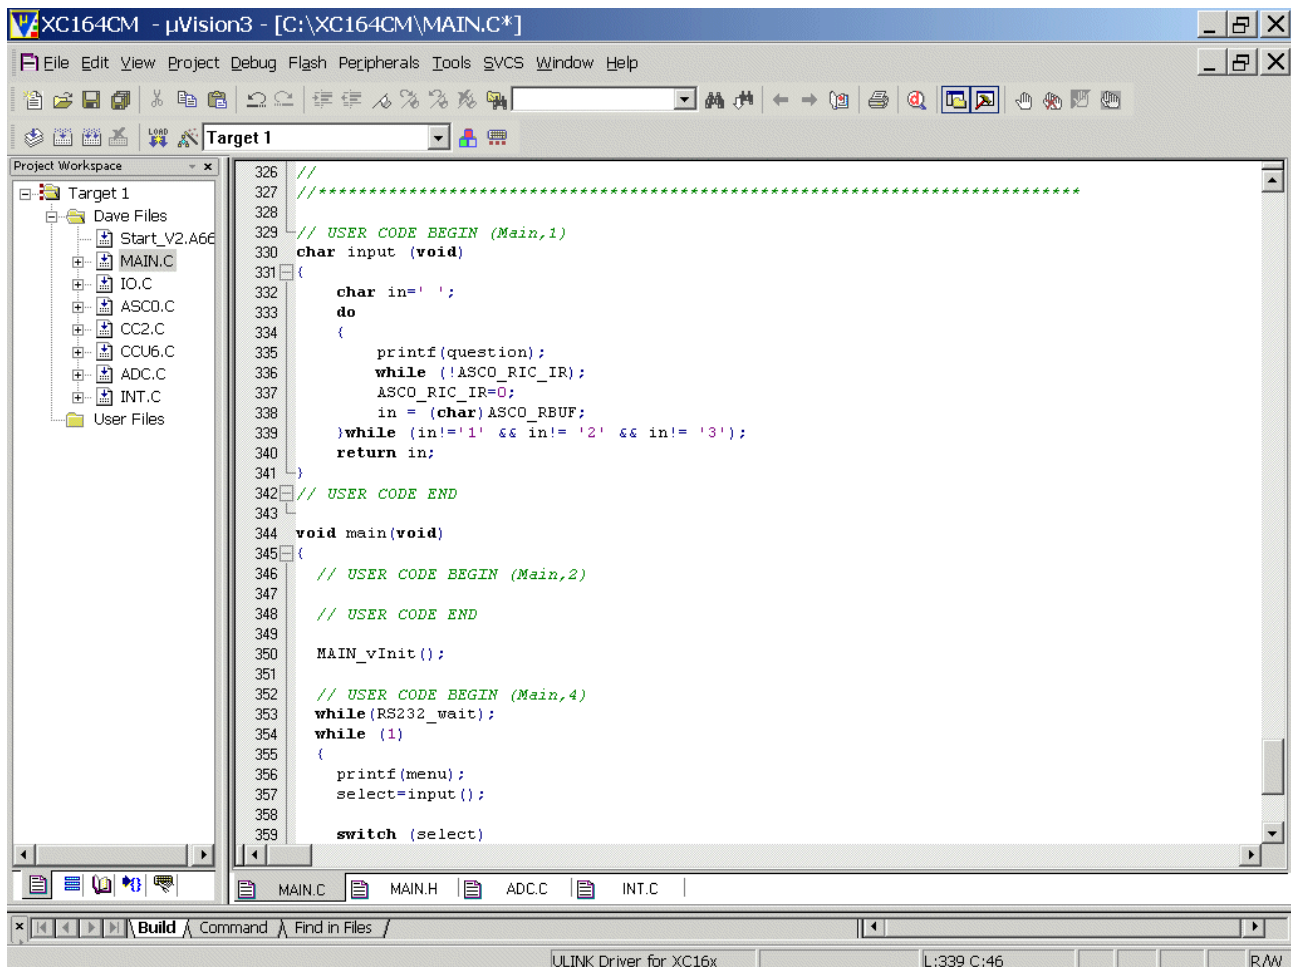 XC164CM - µVision3 - [C:\XC164CM\MAIN.C*]
File Edit View Project Debug Flash Peripherals Tools SVCS Window Help
LOAD Target 1
Project Workspace
Target 1
Dave Files
Start_V2.A66
MAIN.C
IO.C
ASC0.C
CC2.C
CCU6.C
ADC.C
INT.C
User Files
326 //
327 //****************************************************************************
328
329 // USER CODE BEGIN (Main,1)
330 char input (void)
331 {
332 char in=' ';
333 do
334 {
335 printf(question);
336 while (!ASC0_RIC_IR);
337 ASC0_RIC_IR=0;
338 in = (char)ASC0_RBUF;
339 }while (in!='1' && in!= '2' && in!= '3');
340 return in;
341 }
342 // USER CODE END
343
344 void main(void)
345 {
346 // USER CODE BEGIN (Main,2)
347
348 // USER CODE END
349
350 MAIN_vInit();
351
352 // USER CODE BEGIN (Main,4)
353 while(RS232_wait);
354 while (1)
355 {
356 printf(menu);
357 select=input();
358
359 switch (select)
MAIN.C MAIN.H ADC.C INT.C
Build Command Find in Files
ULINK Driver for XC16x L:339 C:46 R/W